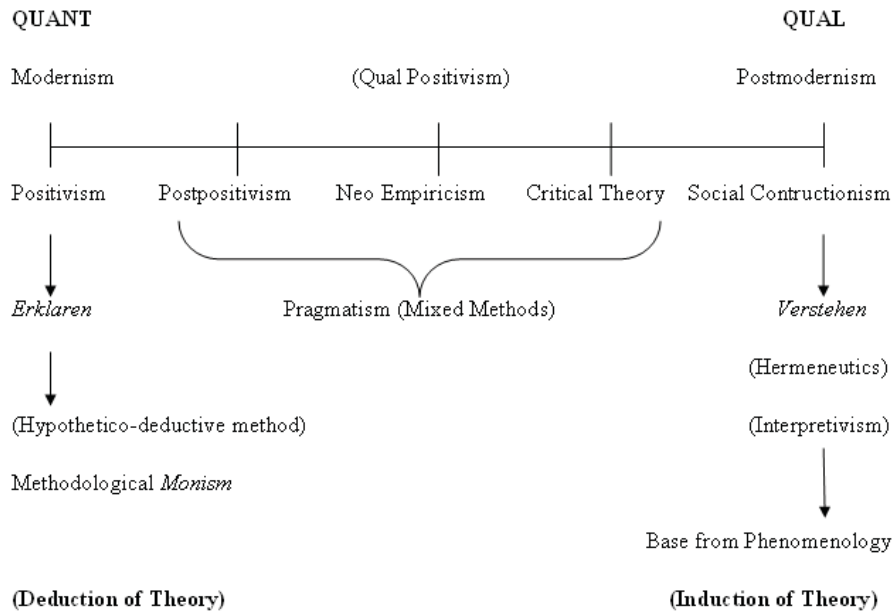 QUANT QUAL
Modernism (Qual Positivism) Postmodernism
Positivism Postpositivism Neo Empiricism Critical Theory Social Contructionism
Erklaren Pragmatism (Mixed Methods) Verstehen
(Hermeneutics)
(Hypothetico-deductive method) (Interpretivism)
Methodological Monism
Base from Phenomenology
(Deduction of Theory) (Induction of Theory)